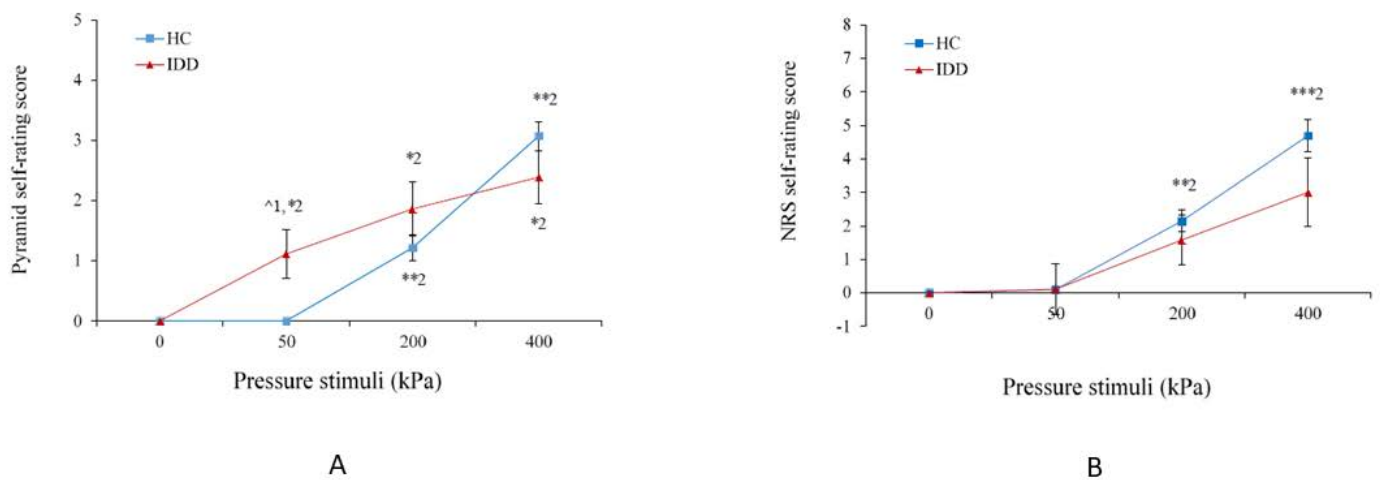 5
HC
IDD
4
**2
3
*2
2
^1,*2
*2
1
**2
0
0 50 200 400
Pyramid self-rating score
Pressure stimuli (kPa)
A
8
HC
7
IDD
6
***2
5
4
3
**2
2
1
0
0 50 200 400
-1
NRS self-rating score
Pressure stimuli (kPa)
B